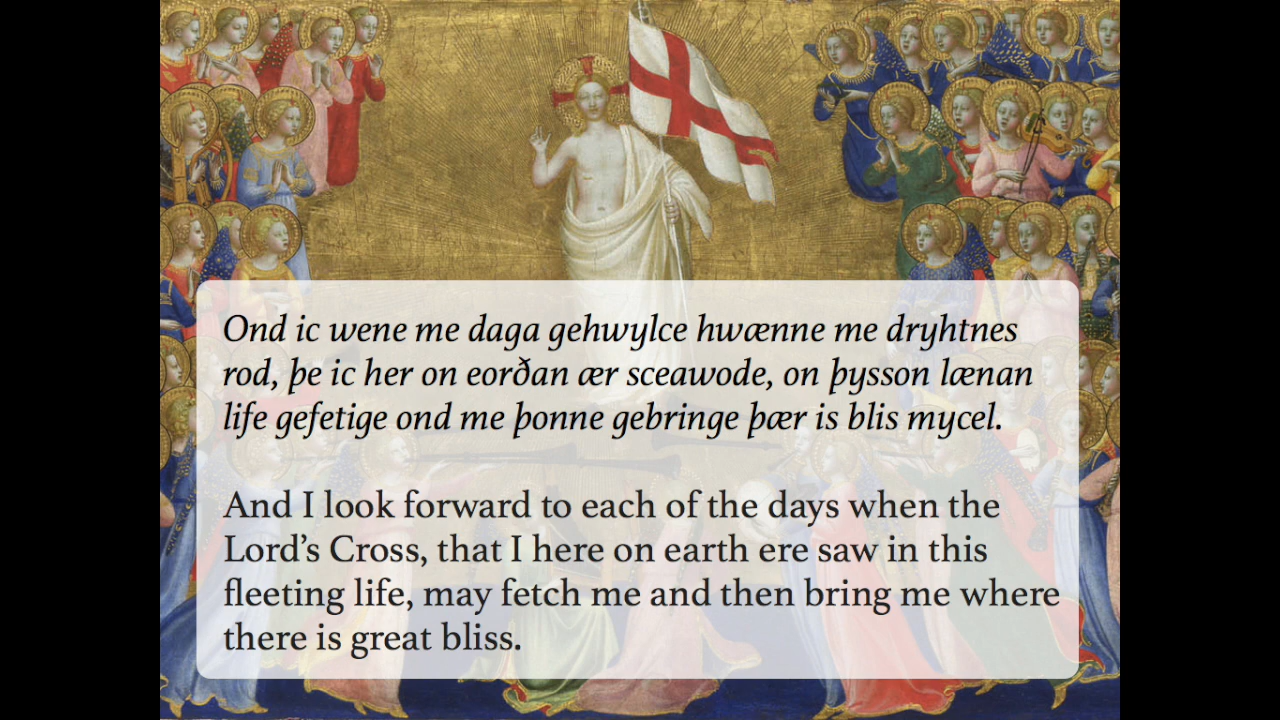 Ond ic wene me daga gehwylce hwænne me dryhtnes
rod, þe ic her on eorðan ær sceawode, on þysson lænan
life gefetige ond me þonne gebringe þær is blis mycel.
And I look forward to each of the days when the
Lord’s Cross, that I here on earth ere saw in this
fleeting life, may fetch me and then bring me where
there is great bliss.